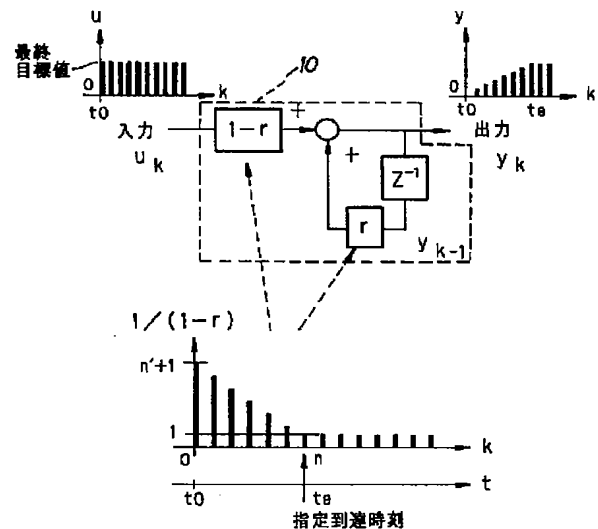 u
最終
目標値
0
t0
k
10
y
0
t0
te
k
入力
u k
1-r
+
+
出力
y k
Z⁻¹
r
y k-1
1/(1-r)
n'+1
1
0
n
k
t0
te
t
指定到達時刻